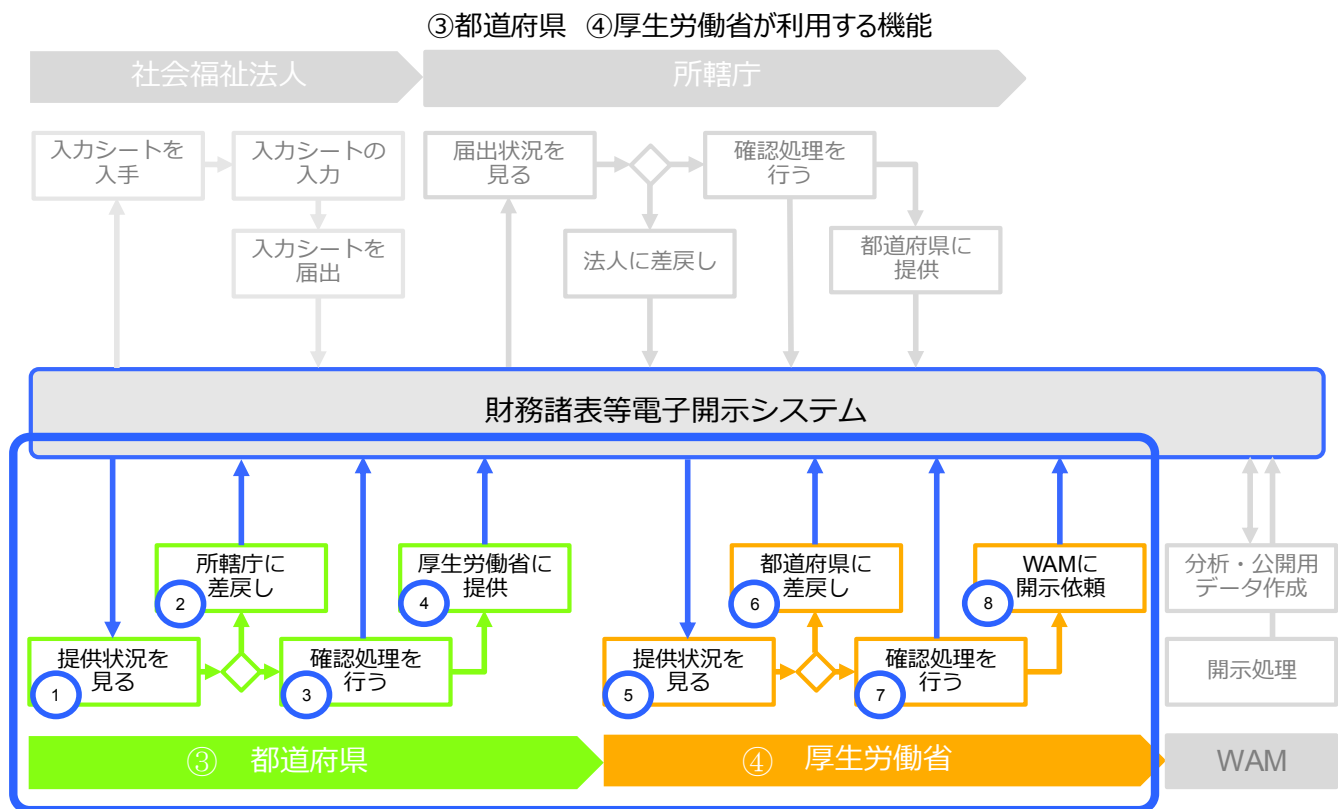 ③都道府県 ④厚生労働省が利用する機能
社会福祉法人
所轄庁
入力シートを
入手
入力シートの
入力
入力シートを
届出
届出状況を
見る
法人に差戻し
確認処理を
行う
都道府県に
提供
財務諸表等電子開示システム
提供状況を
見る
1
所轄庁に
差戻し
2
確認処理を
行う
3
厚生労働省に
提供
4
提供状況を
見る
5
都道府県に
差戻し
6
確認処理を
行う
7
WAMに
開示依頼
8
分析・公開用
データ作成
開示処理
③ 都道府県
④ 厚生労働省
WAM